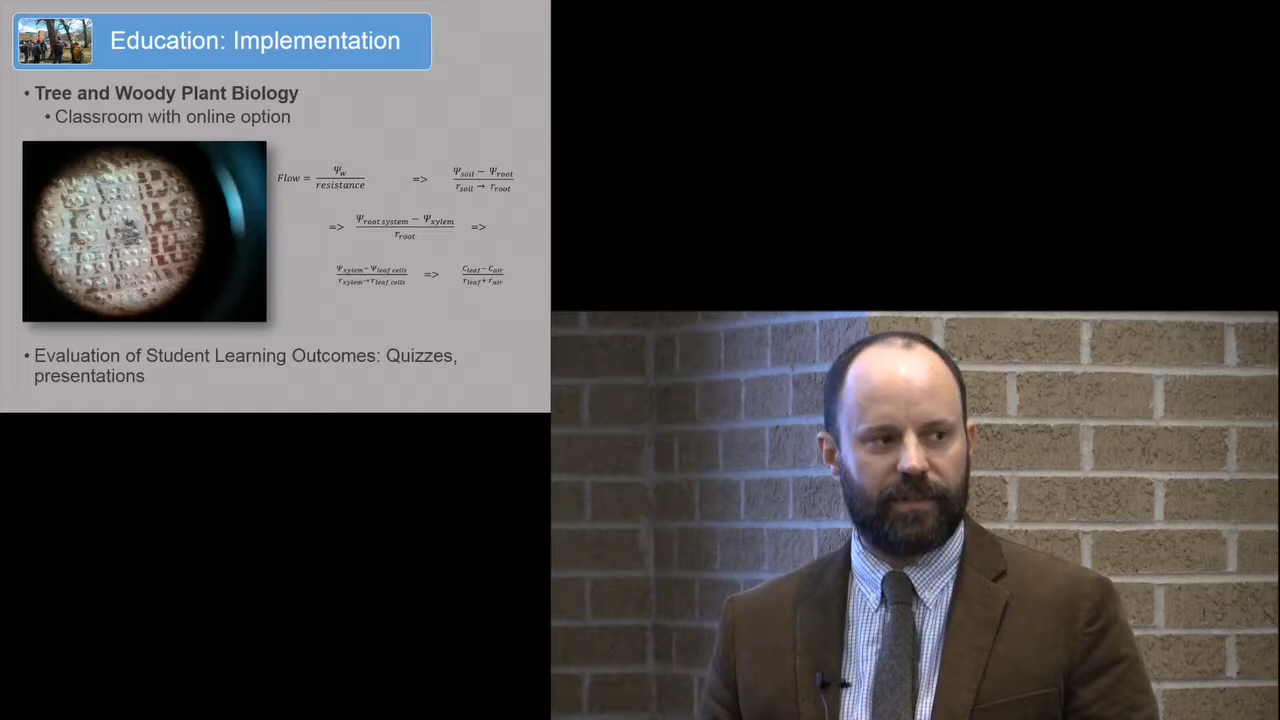 Education: Implementation
• Tree and Woody Plant Biology
• Classroom with online option
Flow = Ψw / resistance => Ψsoil − Ψroot / rsoil → rroot
=> Ψroot system − Ψxylem / rroot =>
Ψxylem − Ψleaf cells / rxylem → rleaf cells => Cleaf − Cair / rleaf + rair
• Evaluation of Student Learning Outcomes: Quizzes,
presentations